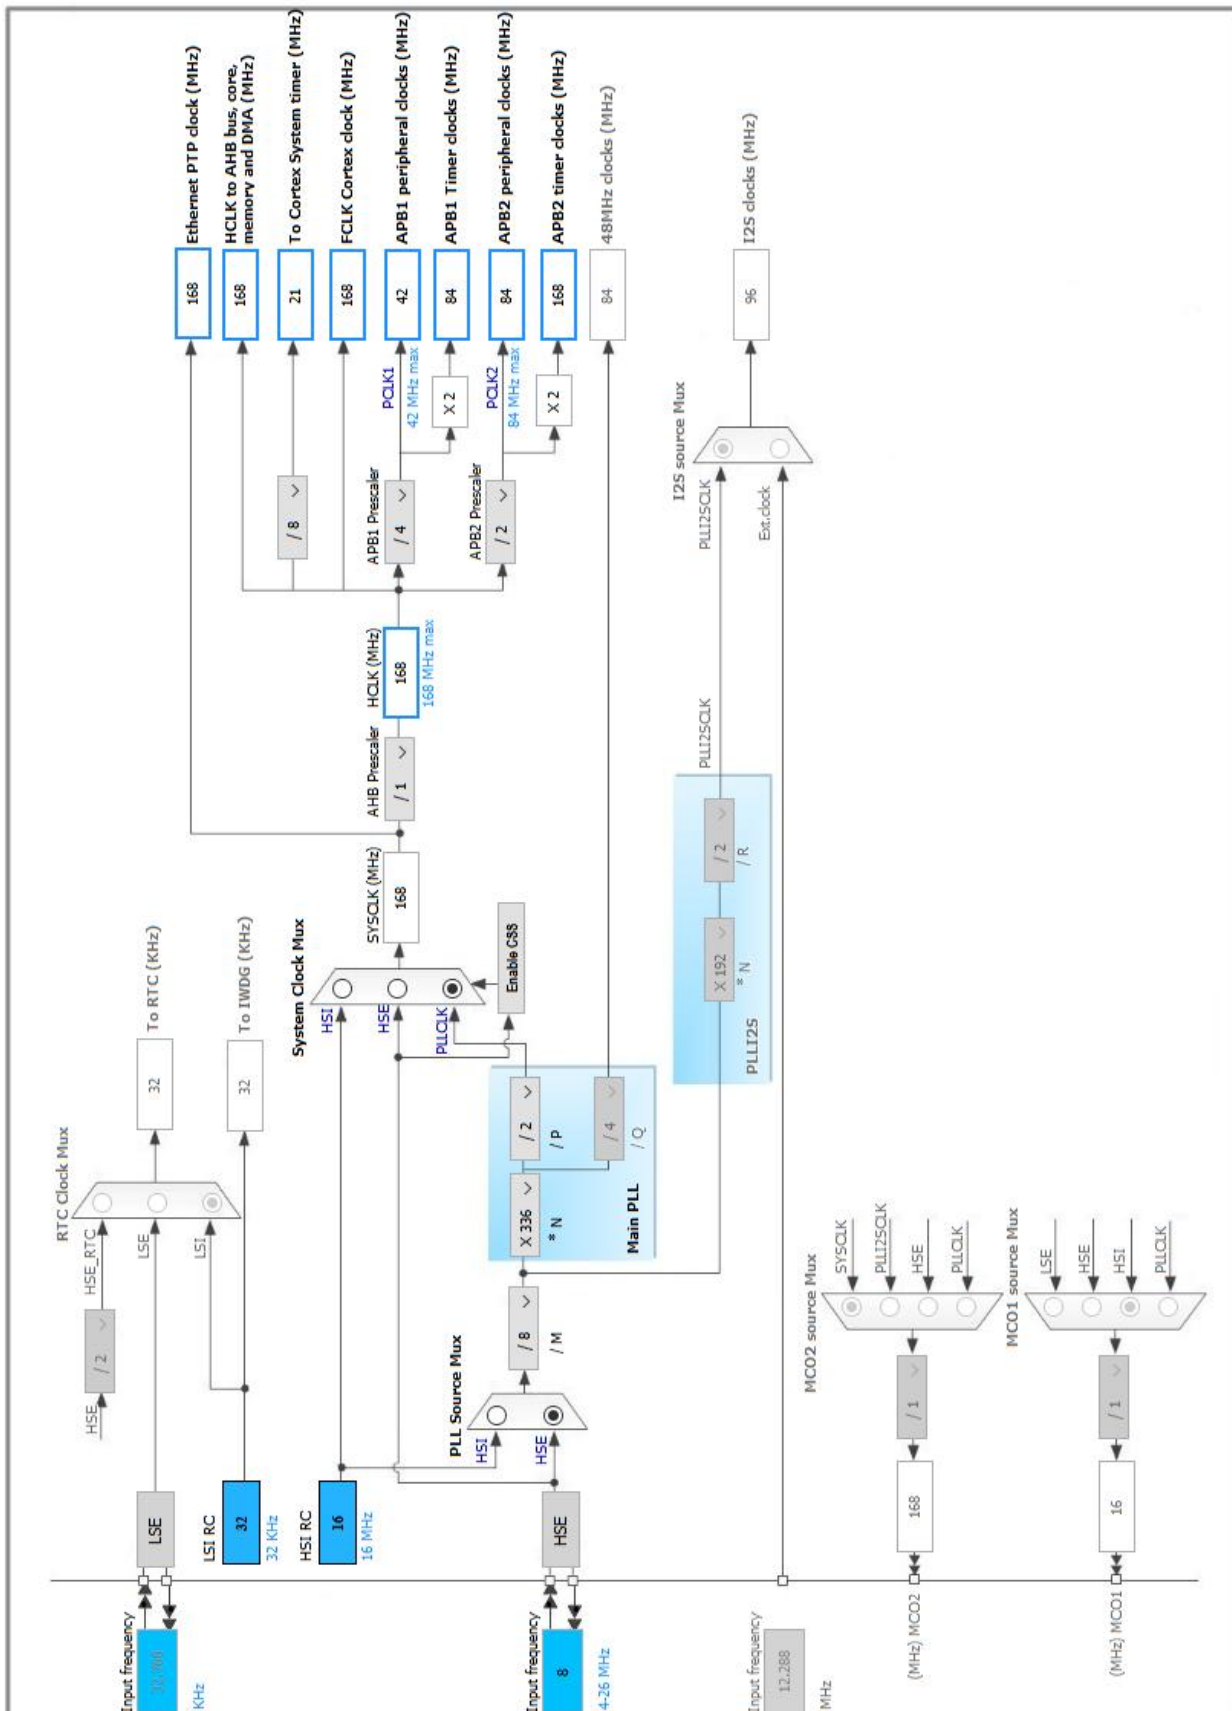 Input frequency
32.768
KHz
LSE
LSI RC
32
32 KHz
HSI RC
16
16 MHz
Input frequency
8
4-26 MHz
HSE
Input frequency
12.288
MHz
HSE
/ 2
HSE_RTC
LSE
LSI
RTC Clock Mux
32
To RTC (KHz)
32
To IWDG (KHz)
PLL Source Mux
HSI
HSE
/ 8
/ M
X 336
* N
/ 2
/ P
/ 4
/ Q
Main PLL
System Clock Mux
HSI
HSE
PLLCLK
Enable CSS
SYSCLK (MHz)
168
AHB Prescaler
/ 1
HCLK (MHz)
168
168 MHz max
/ 8
APB1 Prescaler
/ 4
PCLK1
42 MHz max
X 2
APB2 Prescaler
/ 2
PCLK2
84 MHz max
X 2
168
Ethernet PTP clock (MHz)
168
HCLK to AHB bus, core,
memory and DMA (MHz)
21
To Cortex System timer (MHz)
168
FCLK Cortex clock (MHz)
42
APB1 peripheral clocks (MHz)
84
APB1 Timer clocks (MHz)
84
APB2 peripheral clocks (MHz)
168
APB2 timer clocks (MHz)
84
48MHz clocks (MHz)
PLLI2S
X 192
* N
/ 2
/ R
PLLI2SCLK
PLLI2SCLK
Ext.clock
I2S source Mux
96
I2S clocks (MHz)
MCO2 source Mux
SYSCLK
PLLI2SCLK
HSE
PLLCLK
/ 1
168
(MHz) MCO2
MCO1 source Mux
LSE
HSE
HSI
PLLCLK
/ 1
16
(MHz) MCO1